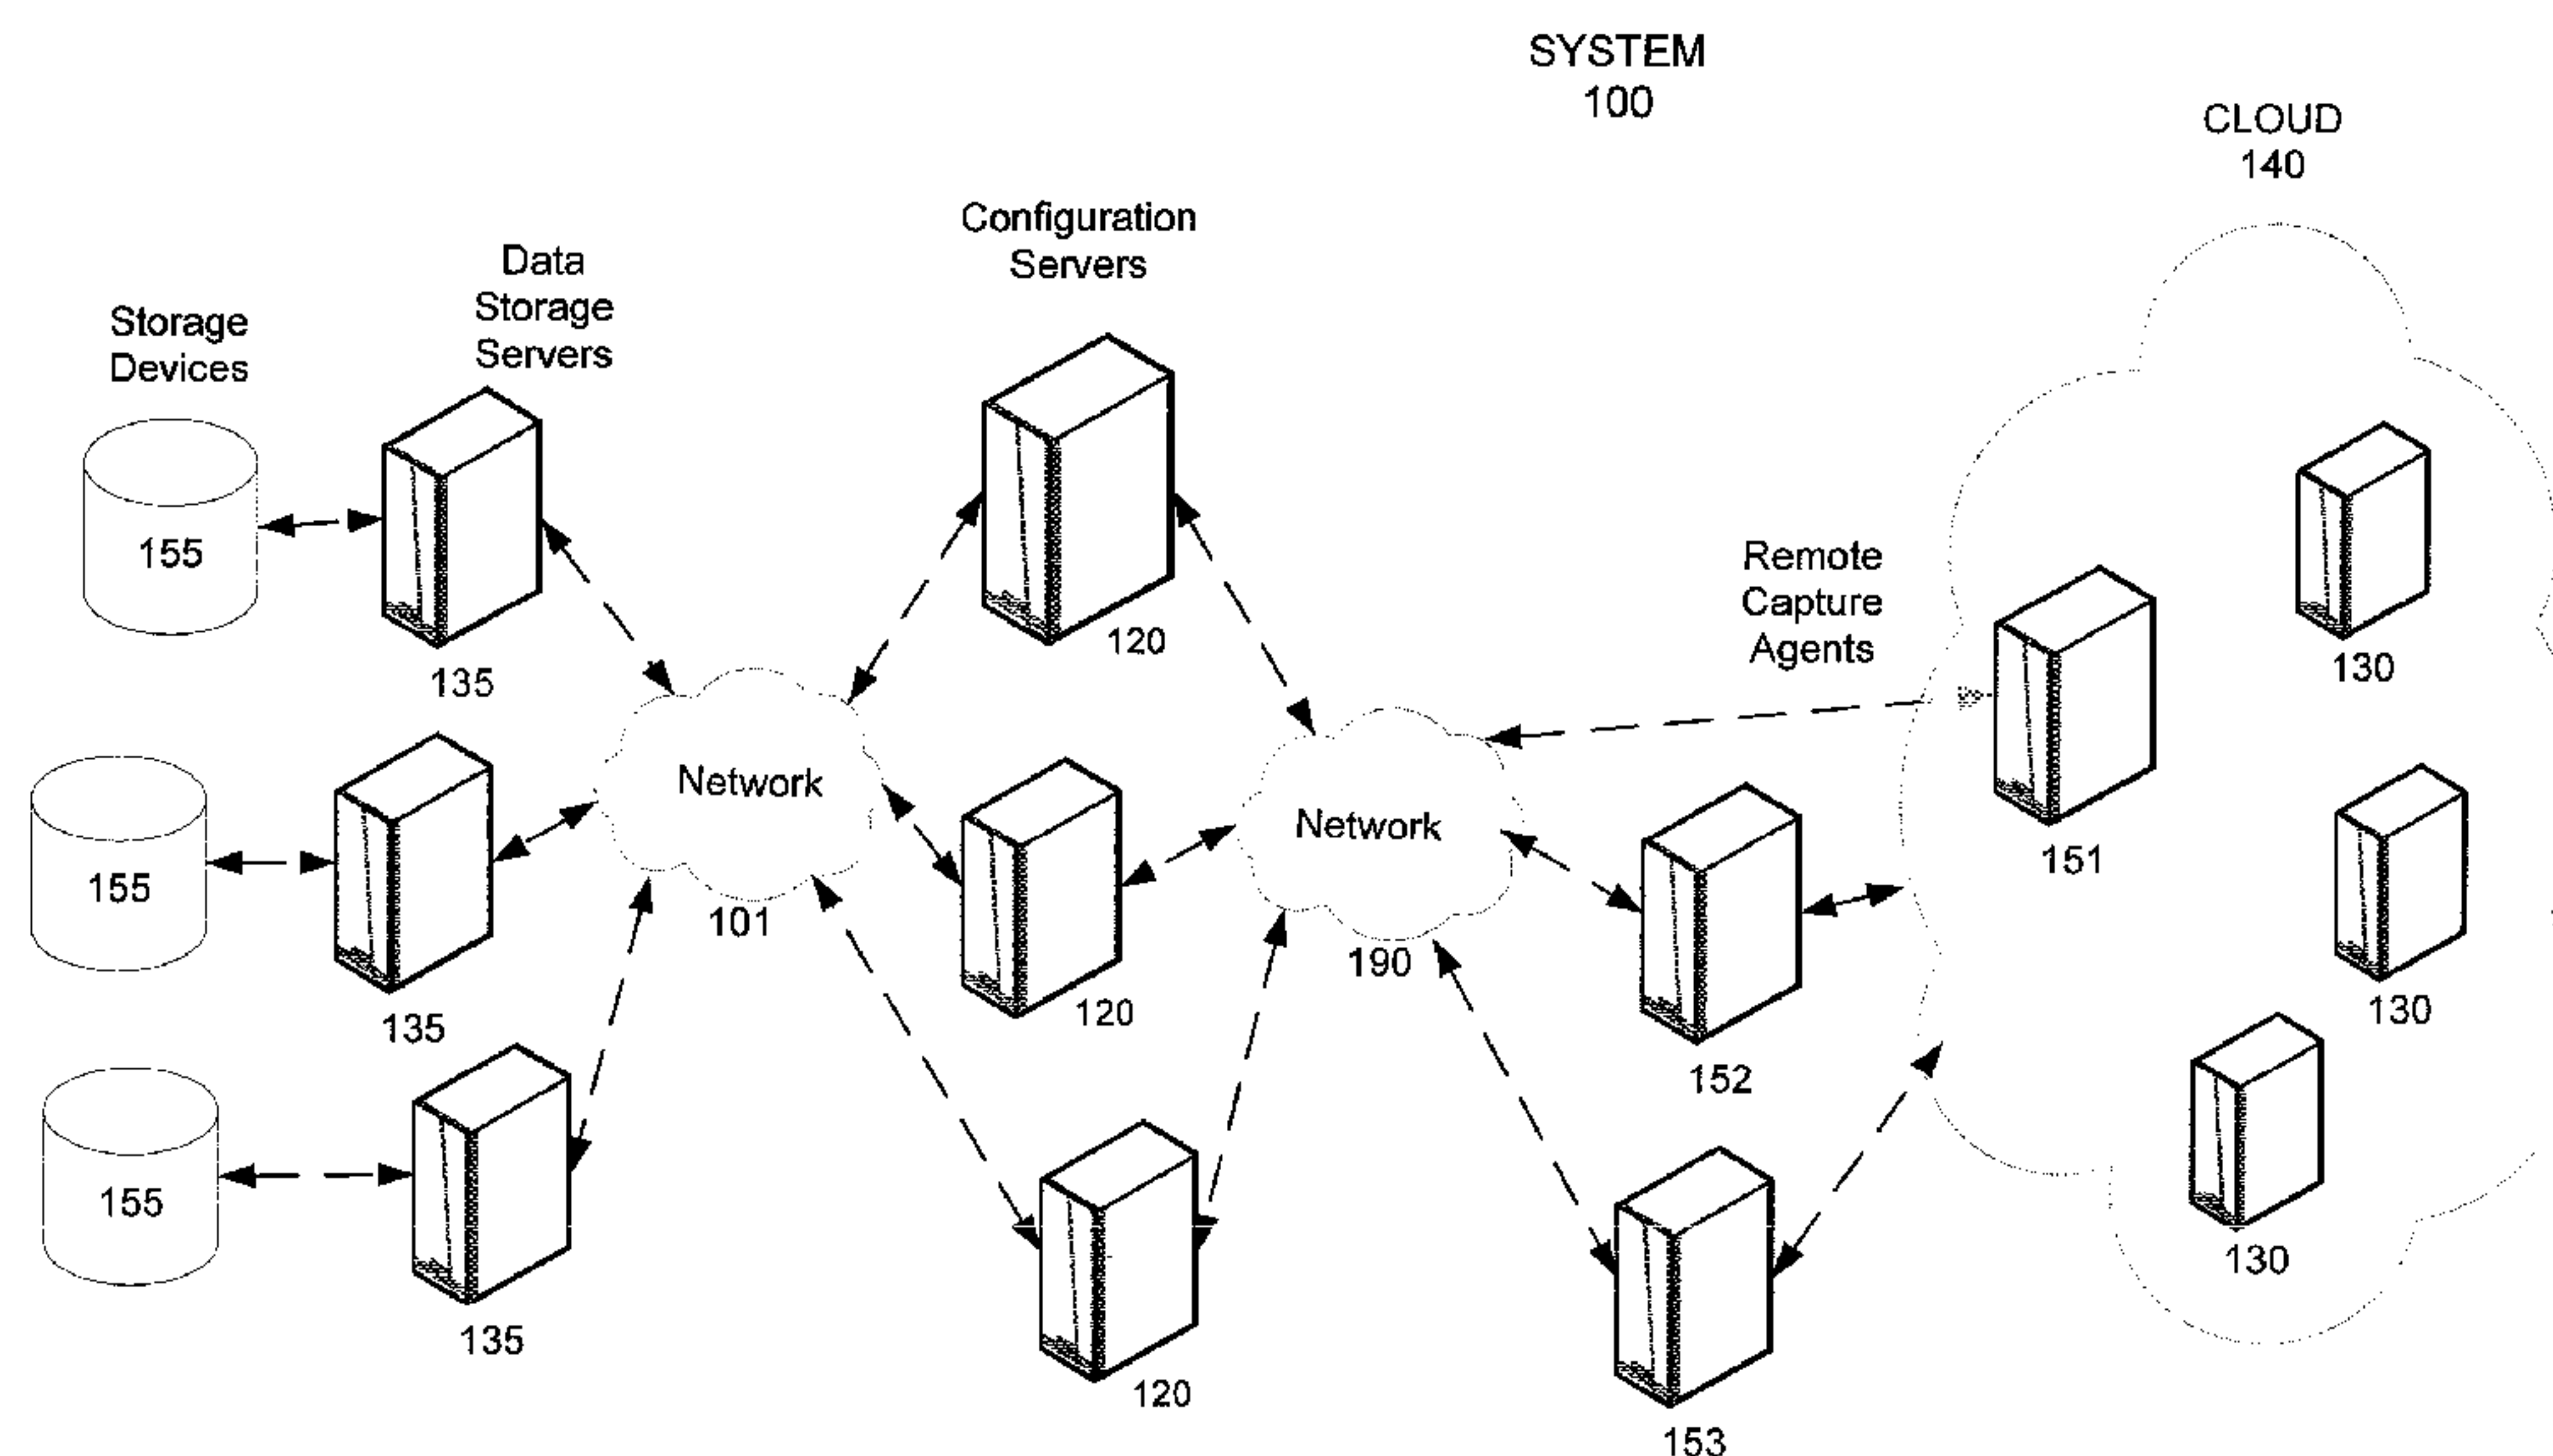 SYSTEM
100
CLOUD
140
Configuration
Servers
Data
Storage
Servers
Storage
Devices
Remote
Capture
Agents
155
135
120
130
151
Network
101
Network
190
155
135
120
152
130
155
135
120
153
130